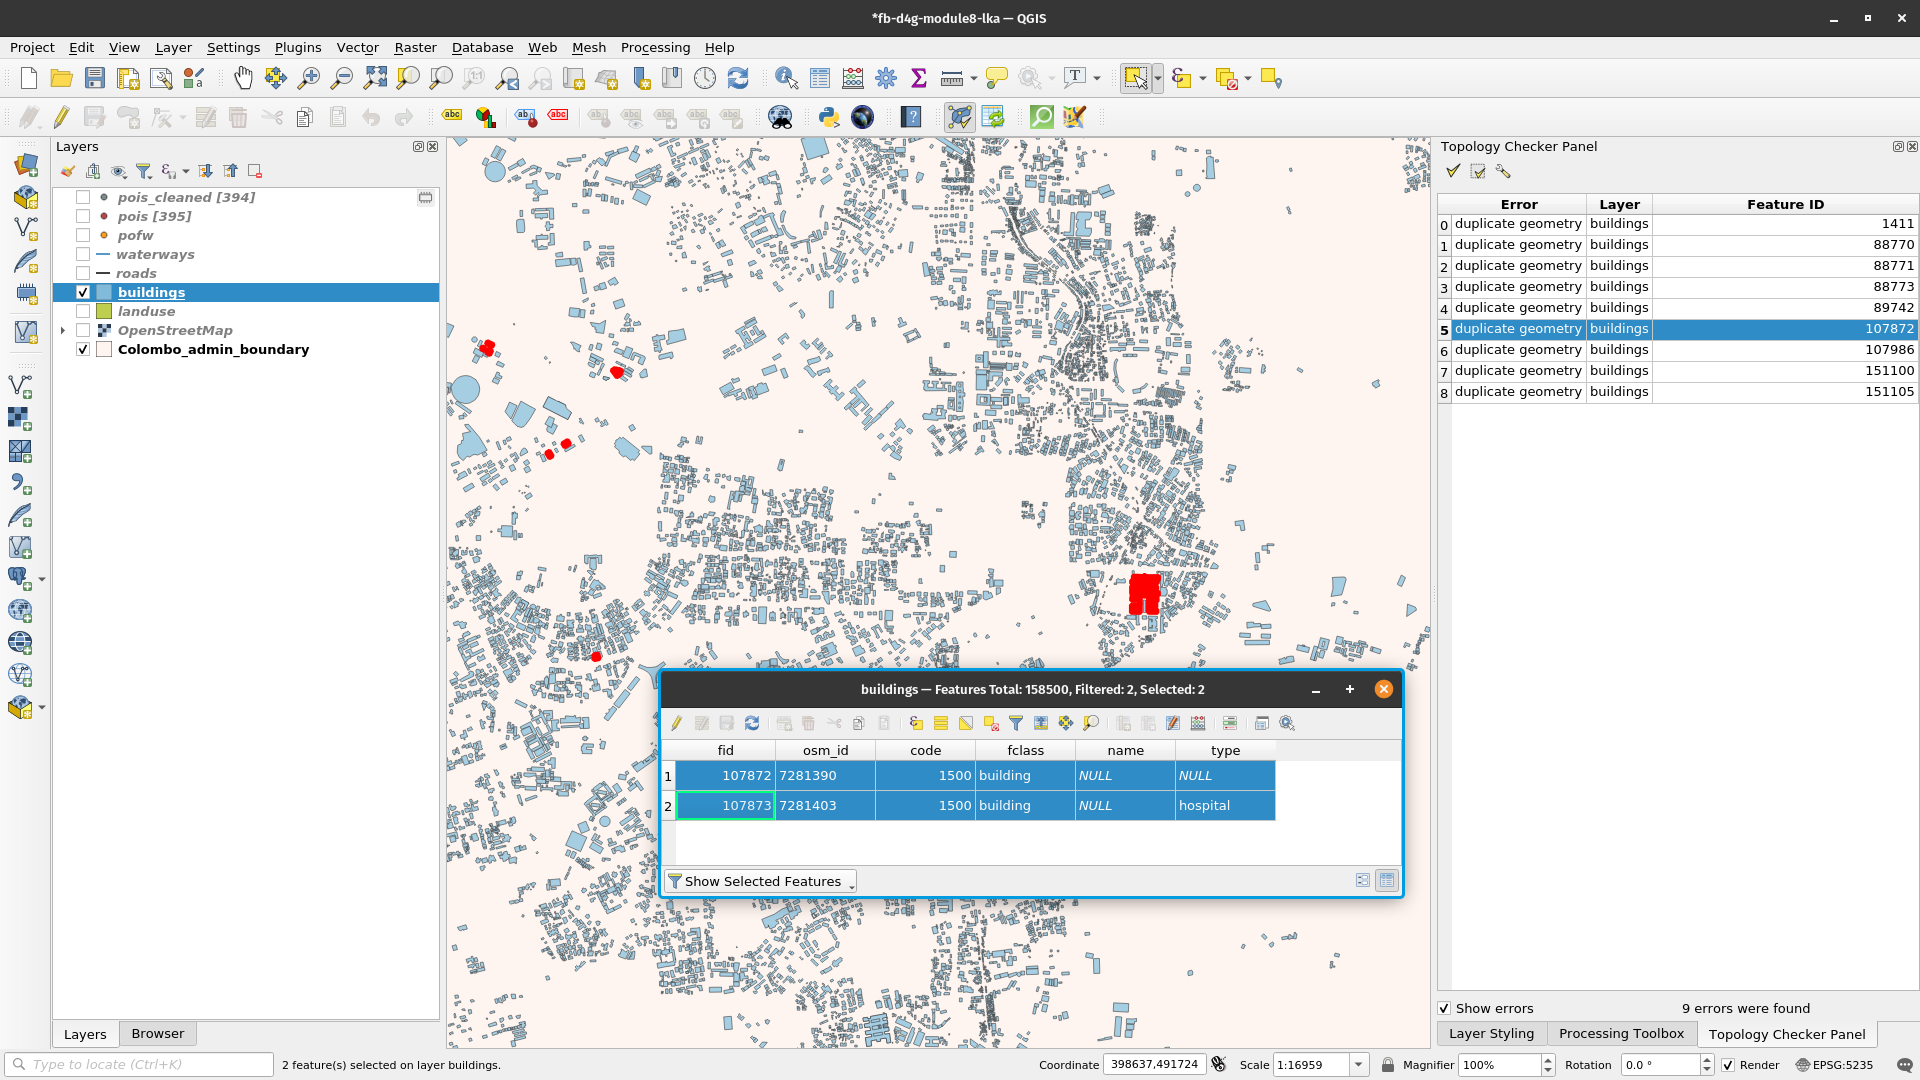 *fb-d4g-module8-lka — QGIS
Project Edit View Layer Settings Plugins Vector Raster Database Web Mesh Processing Help
Layers
pois_cleaned [394]
pois [395]
pofw
waterways
roads
buildings
landuse
OpenStreetMap
Colombo_admin_boundary
Layers Browser
buildings — Features Total: 158500, Filtered: 2, Selected: 2
fid osm_id code fclass name type
1 107872 7281390 1500 building NULL NULL
2 107873 7281403 1500 building NULL hospital
Show Selected Features
Topology Checker Panel
Error Layer Feature ID
0 duplicate geometry buildings 1411
1 duplicate geometry buildings 88770
2 duplicate geometry buildings 88771
3 duplicate geometry buildings 88773
4 duplicate geometry buildings 89742
5 duplicate geometry buildings 107872
6 duplicate geometry buildings 107986
7 duplicate geometry buildings 151100
8 duplicate geometry buildings 151105
Show errors 9 errors were found
Layer Styling Processing Toolbox Topology Checker Panel
Type to locate (Ctrl+K) 2 feature(s) selected on layer buildings. Coordinate 398637,491724 Scale 1:16959 Magnifier 100% Rotation 0.0 ° Render EPSG:5235